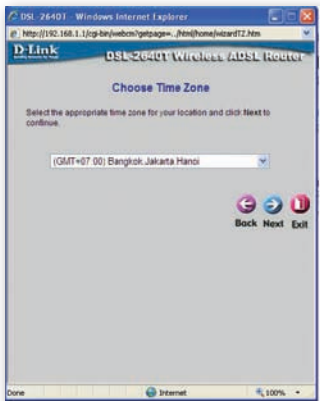 DSL-2640T - Windows Internet Explorer
http://192.168.1.1/cgi-bin/webcm?getpage=../html/home/wizardTZ.htm
D-Link
DSL-2640T Wireless ADSL Router
Choose Time Zone
Select the appropriate time zone for your location and click Next to
continue.
(GMT+07:00) Bangkok,Jakarta Hanoi
Back Next Exit
Done Internet 100%